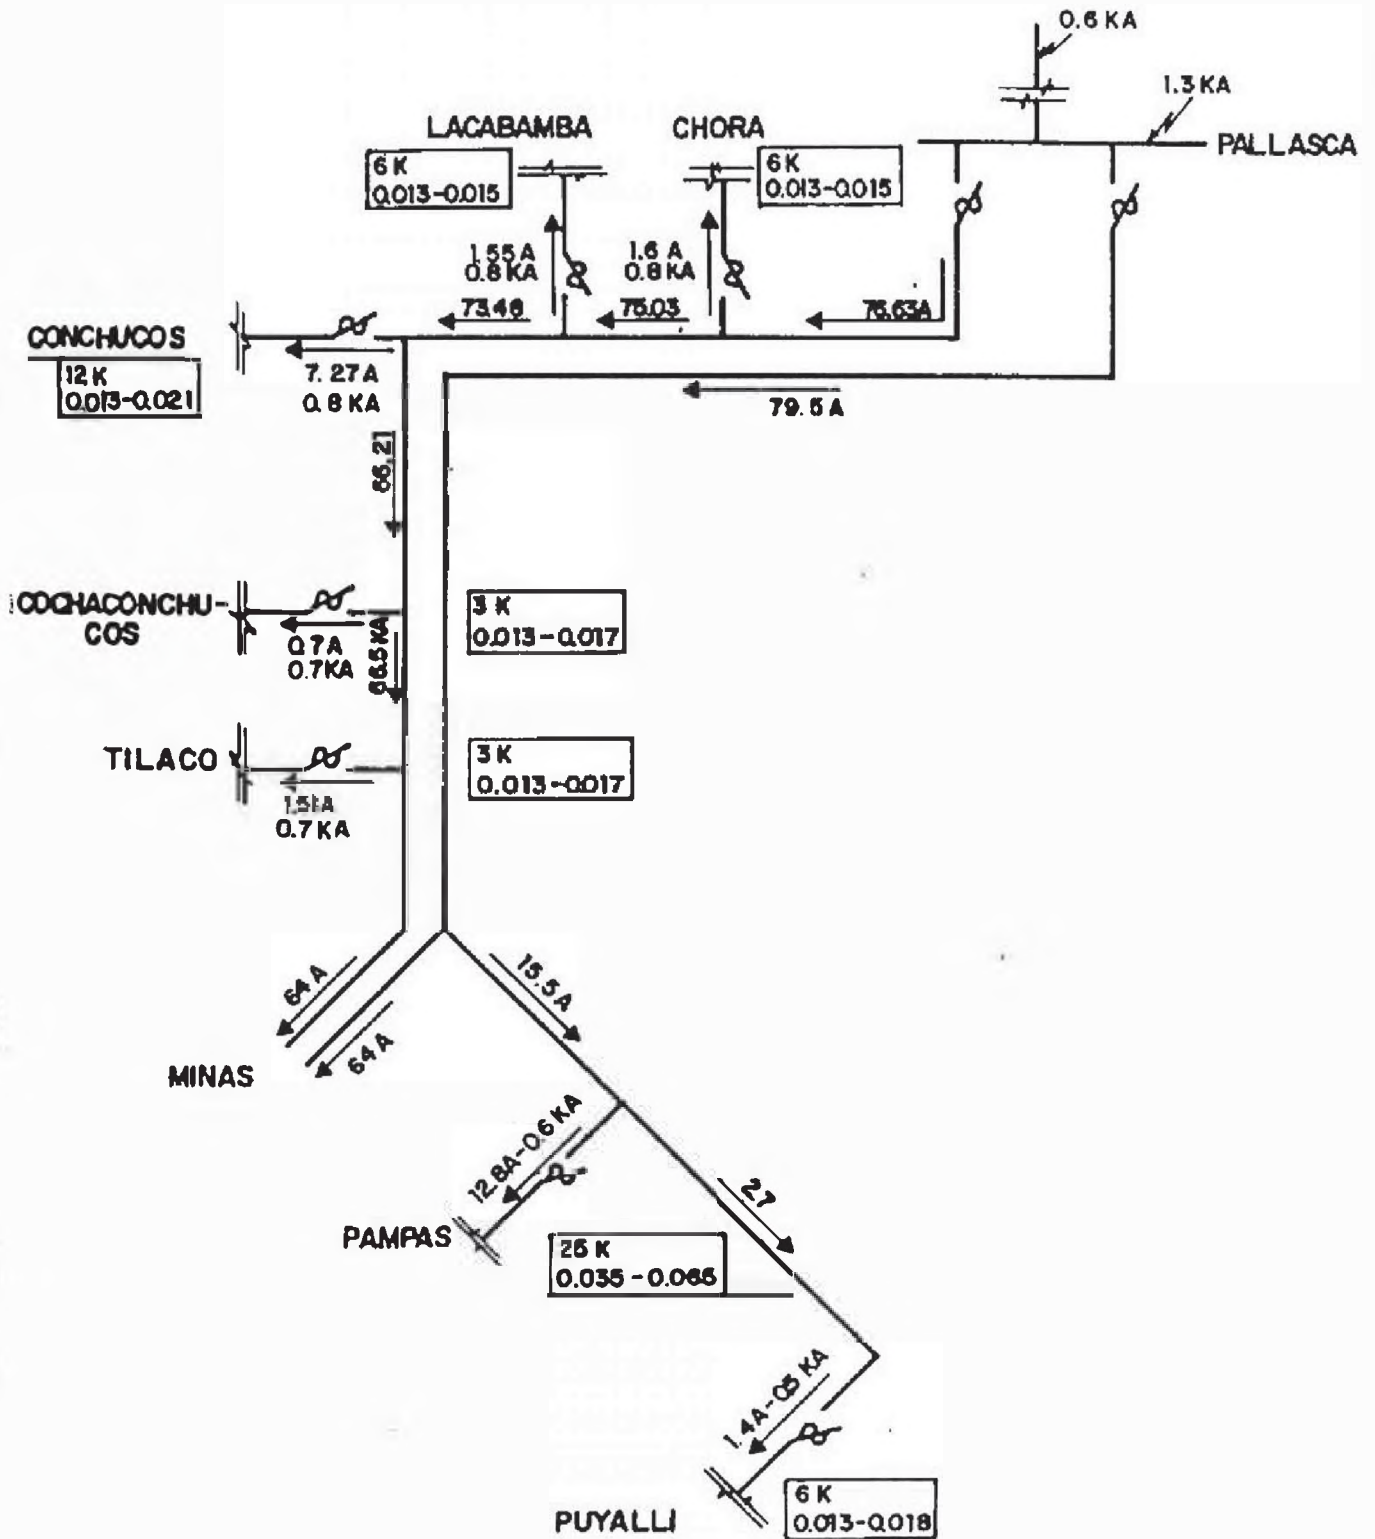 0.6 KA
1.3 KA
PALLASCA
LACABAMBA
CHORA
6 K
0.013-0.015
6 K
0.013-0.015
1.55 A
0.8 KA
1.6 A
0.8 KA
73.48
75.03
76.63A
CONCHUCOS
12 K
0.013-0.021
7.27 A
0.8 KA
79.5 A
66.21
COCHACONCHU-
COS
0.7 A
0.7 KA
66.5 KA
3 K
0.013-0.017
TILACO
1.51A
0.7 KA
3 K
0.013-0.017
64 A
64 A
15.5 A
MINAS
12.8A-0.6 KA
2.7
PAMPAS
25 K
0.035-0.065
1.4A-0.5 KA
PUYALLI
6 K
0.013-0.018